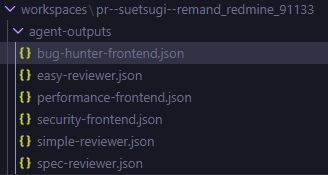 workspaces\pr--suetsugi--remand_redmine_91133
agent-outputs
{} bug-hunter-frontend.json
{} easy-reviewer.json
{} performance-frontend.json
{} security-frontend.json
{} simple-reviewer.json
{} spec-reviewer.json